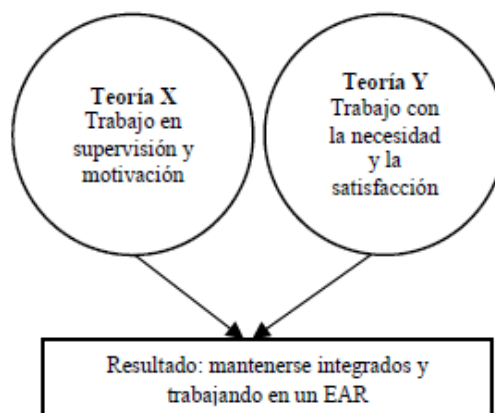 Teoría X
Trabajo en
supervisión y
motivación
Teoría Y
Trabajo con
la necesidad
y la
satisfacción
Resultado: mantenerse integrados y
trabajando en un EAR